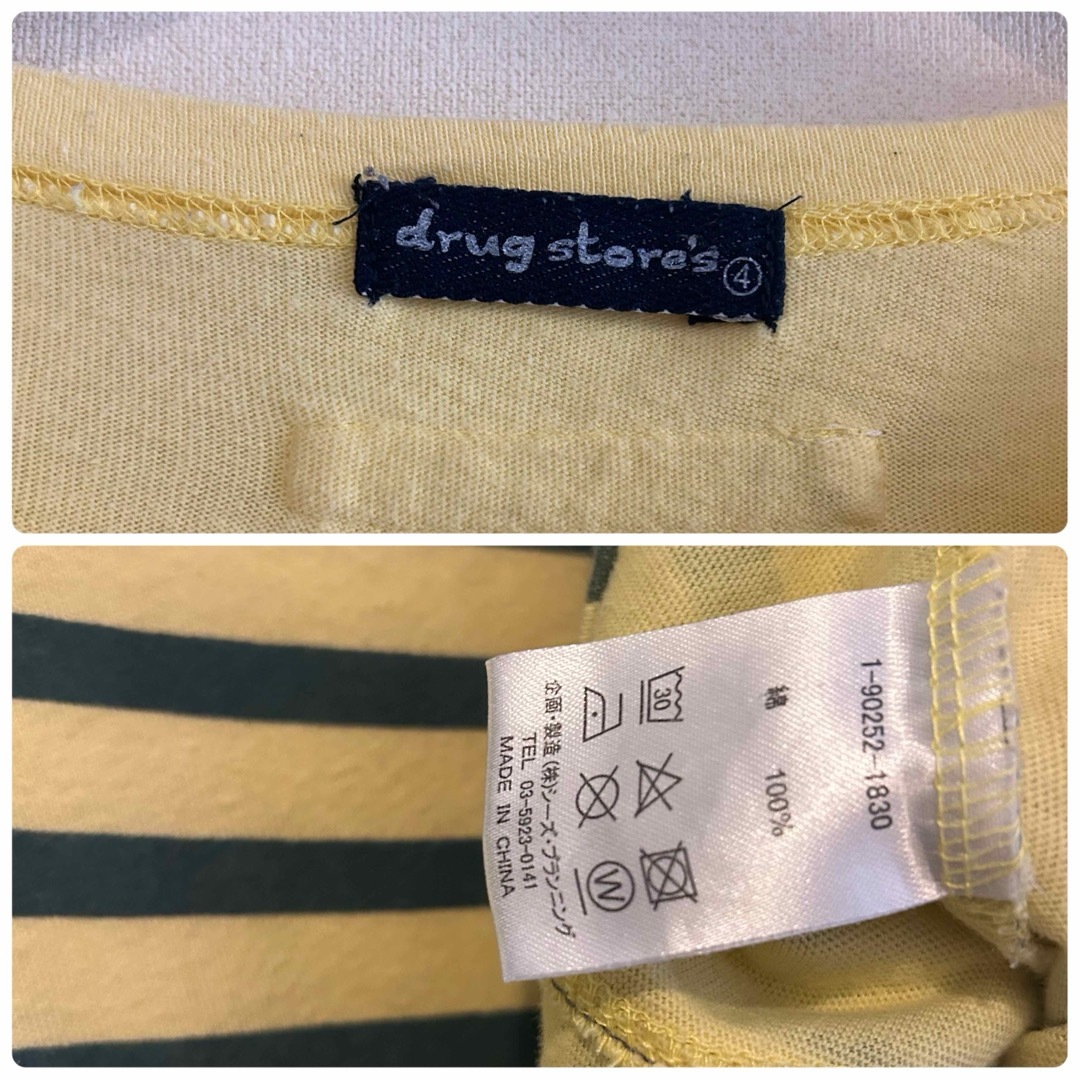 drug store's ④
1-90252-1830
綿 100%
30
W
企画・製造 (株)シーズ・プランニング
TEL 03-5923-0141
MADE IN CHINA